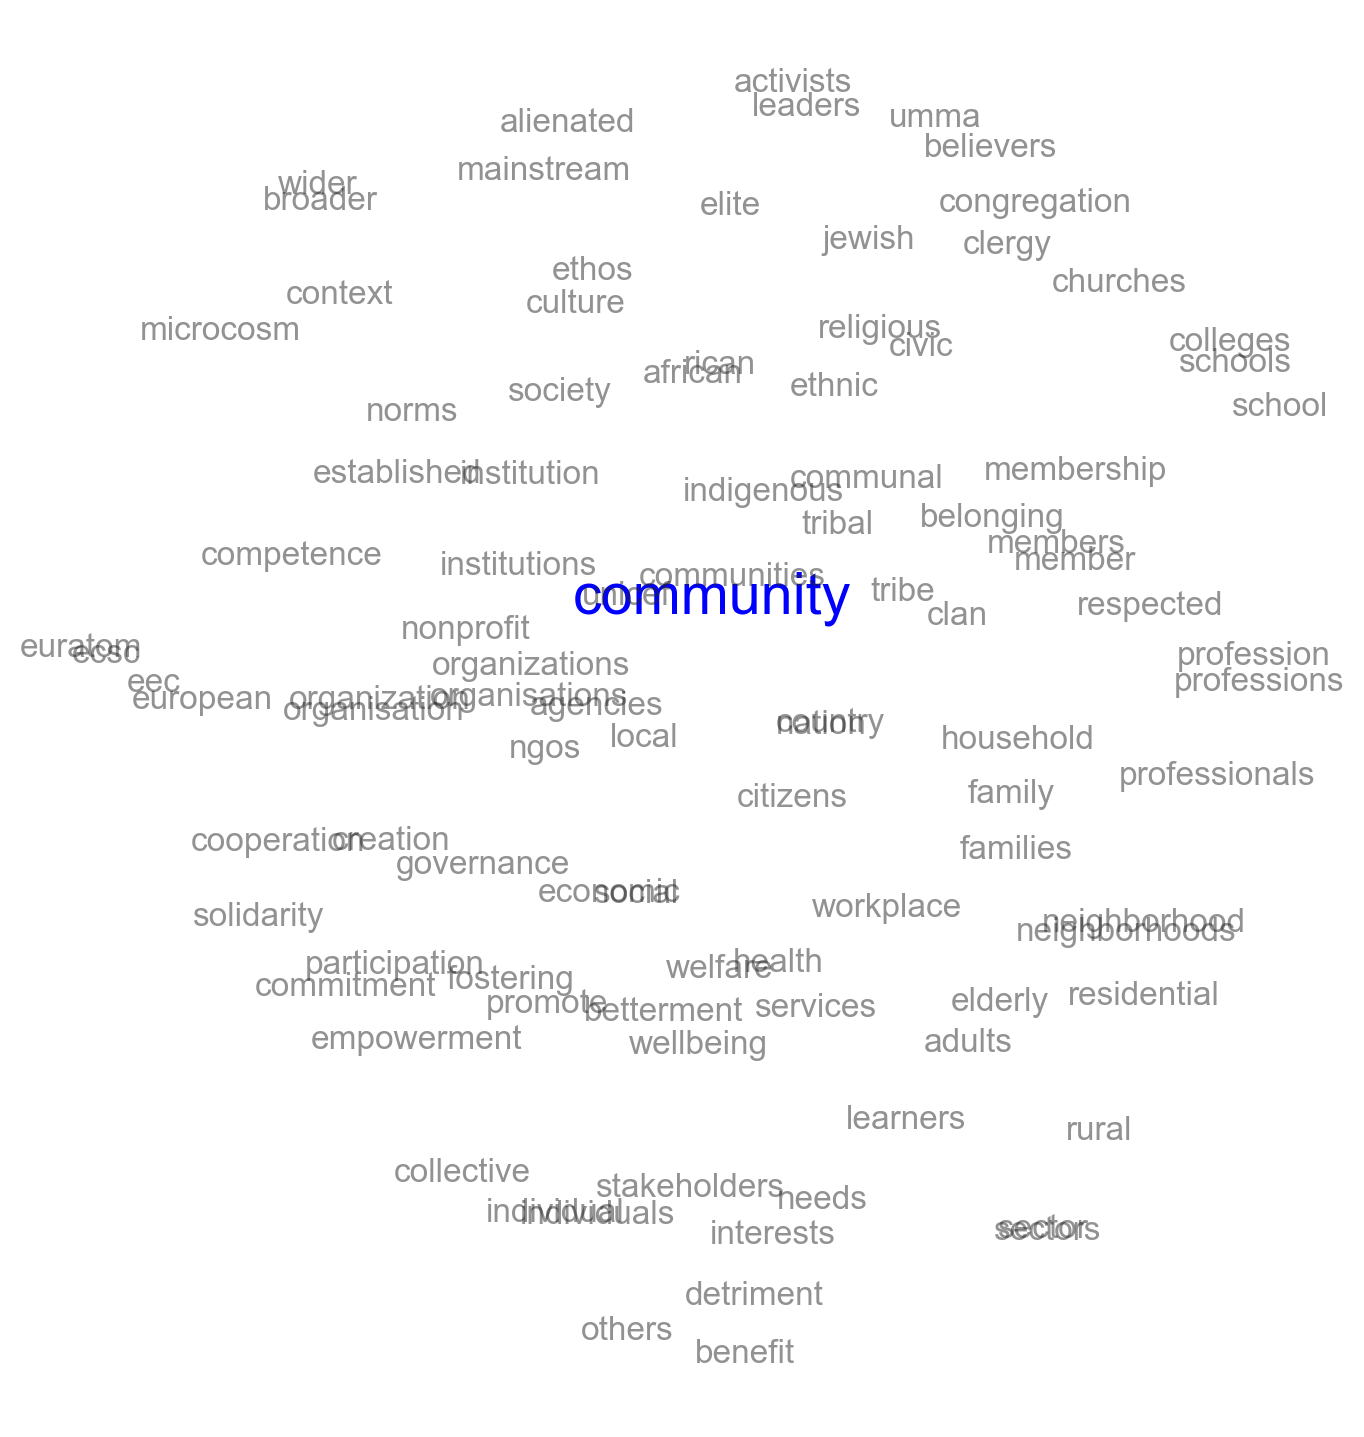 activists
leaders
umma
alienated
believers
mainstream
wider
broader
elite
congregation
jewish
clergy
ethos
churches
context
culture
microcosm
religious
civic
colleges
schools
rican
african
ethnic
society
school
norms
established
institution
membership
communal
indigenous
belonging
tribal
members
member
competence
institutions
communities
unicef
community
tribe
clan
respected
nonprofit
euratom
ecsc
organizations
profession
professions
eec
european
organization
organisations
organisation
agencies
country
nation
local
household
ngos
professionals
citizens
family
cooperation
creation
families
governance
economic
social
workplace
solidarity
neighborhood
neighborhoods
participation
welfare
health
commitment
fostering
promote
betterment
services
elderly
residential
empowerment
wellbeing
adults
learners
rural
collective
stakeholders
needs
individual
individuals
interests
sector
sectors
detriment
others
benefit